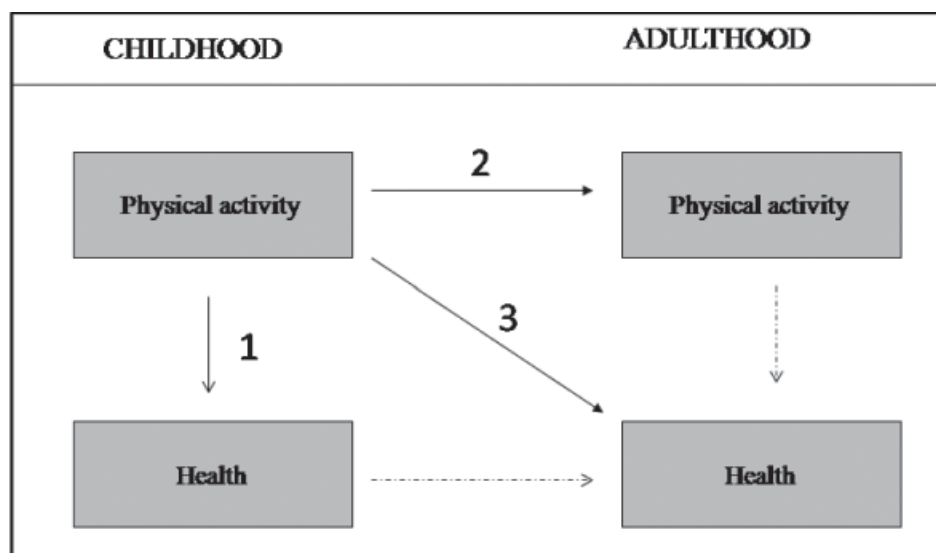 CHILDHOOD
ADULTHOOD
Physical activity
2
Physical activity
1
3
Health
Health